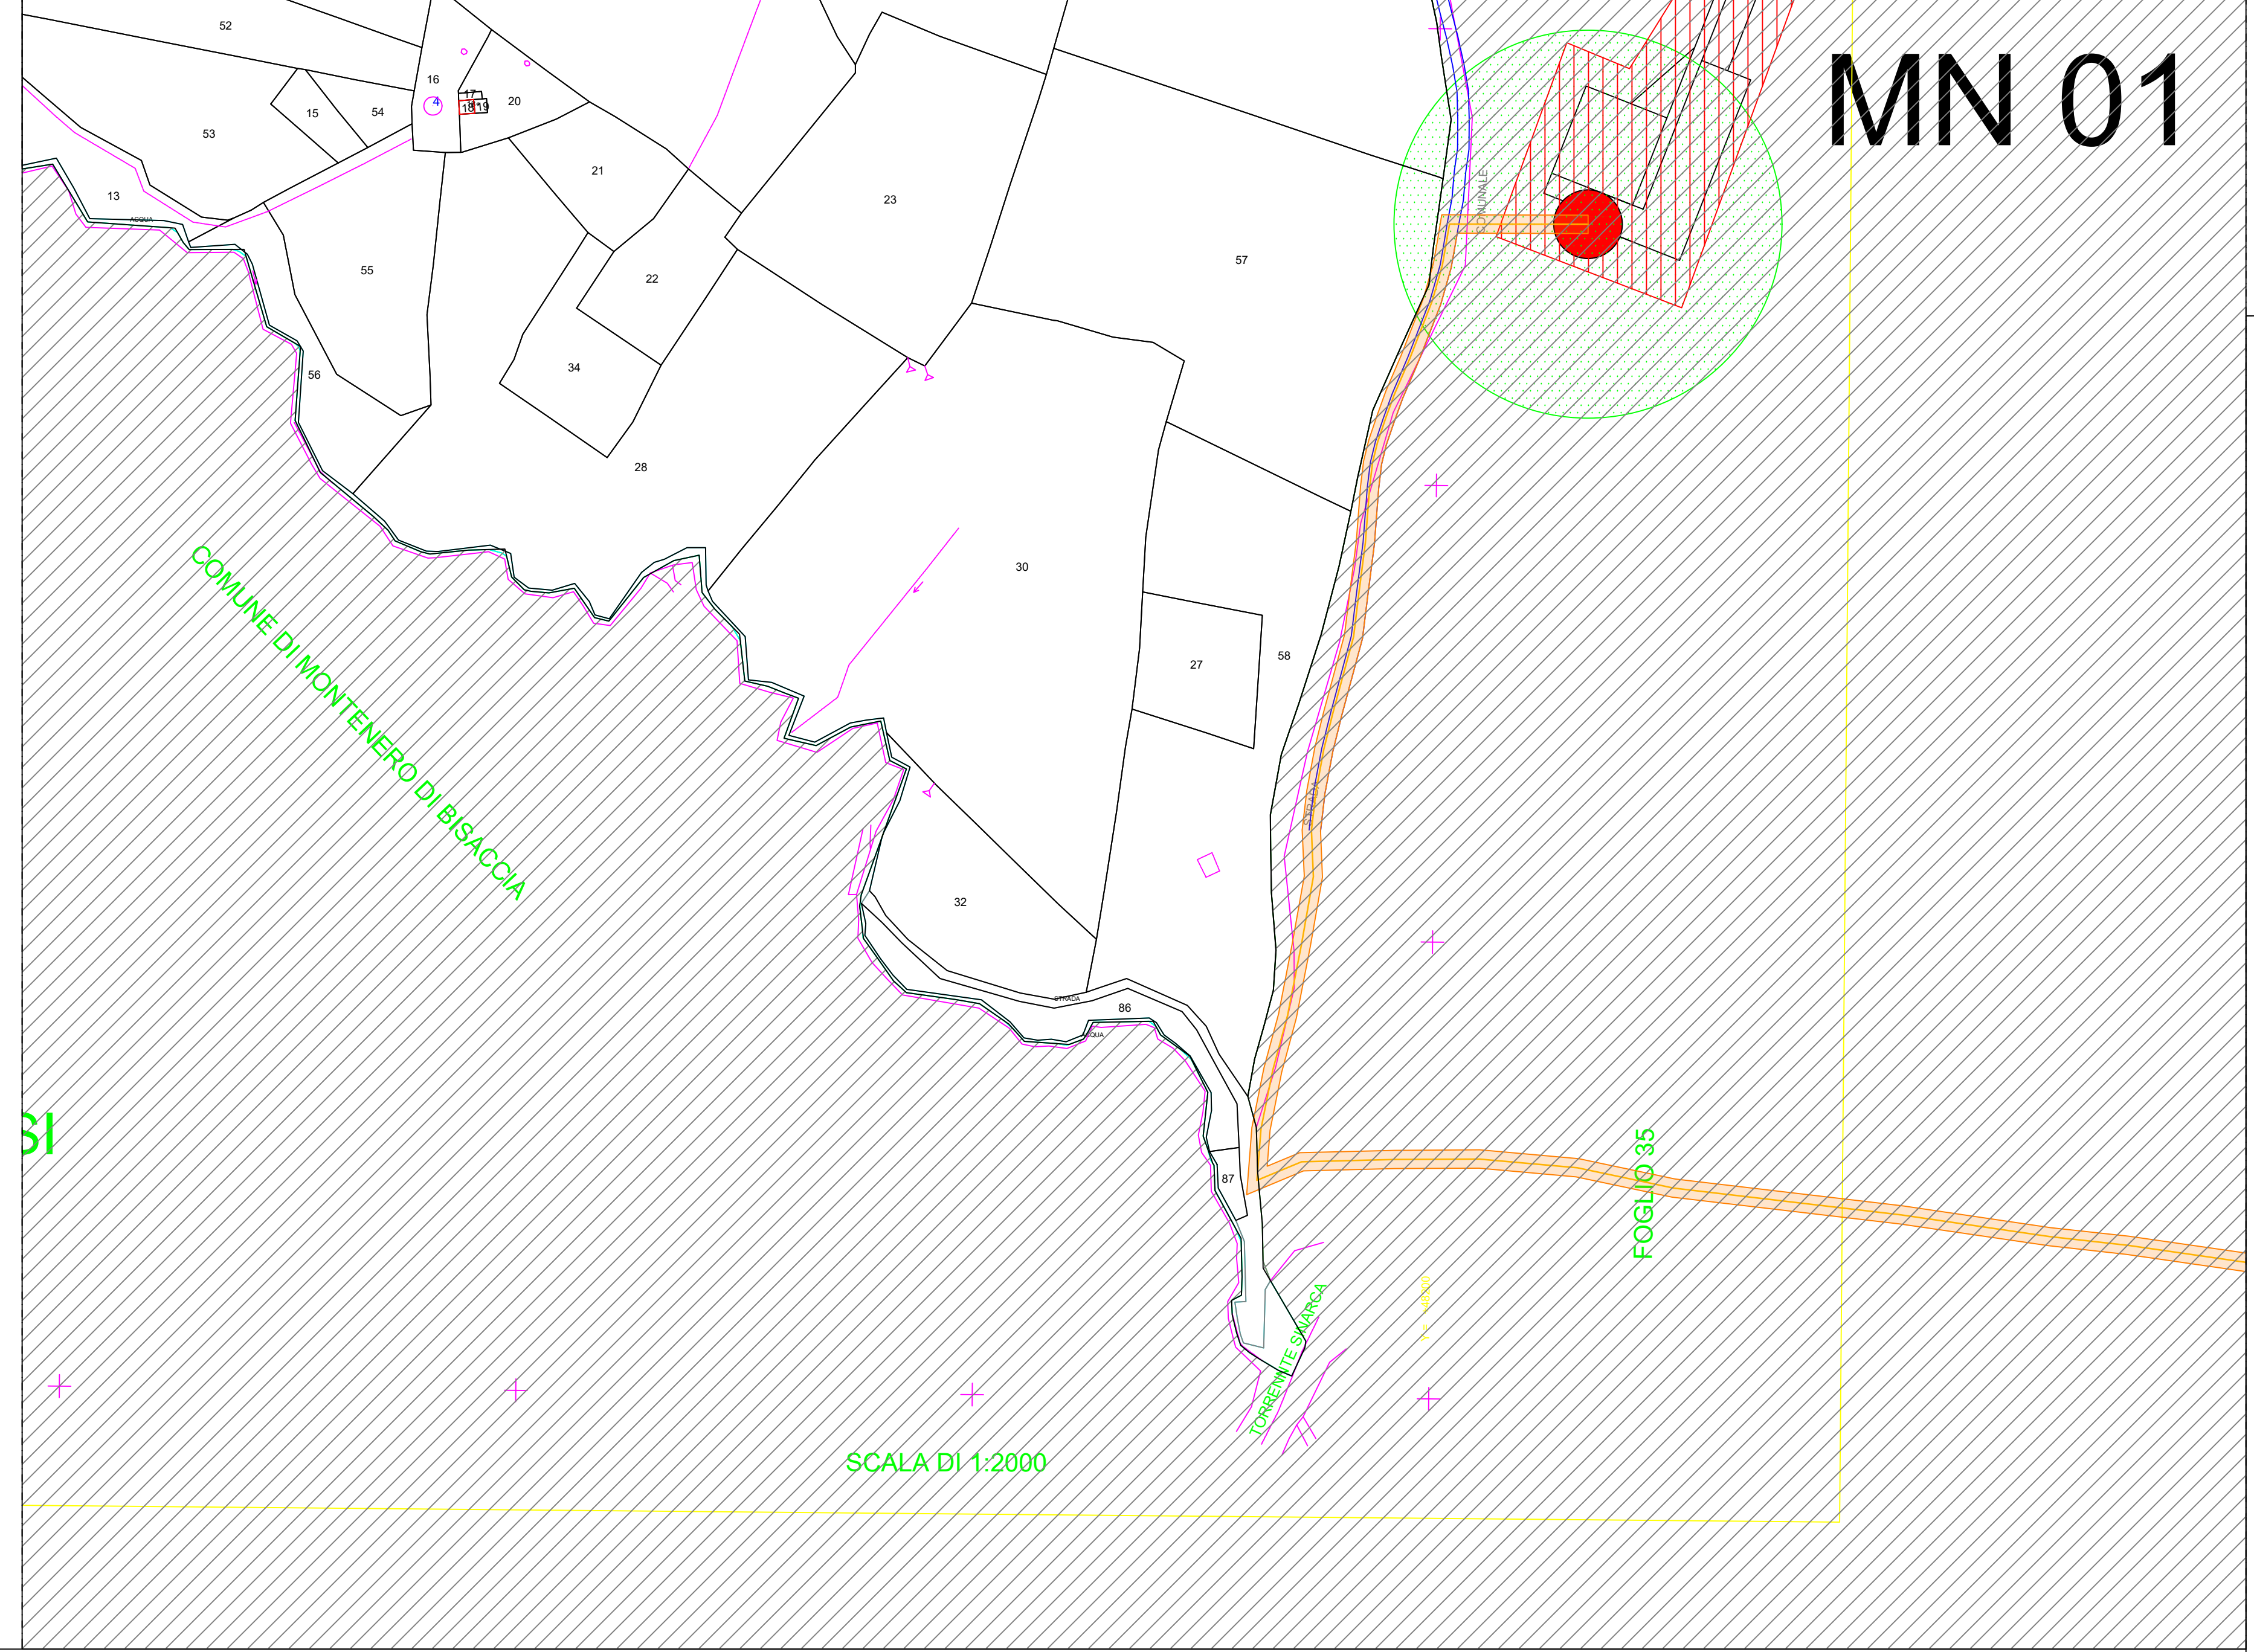 52
MN 01
16
4
17
18
19
20
15
54
53
13
ACQUA
21
23
COMUNALE
55
22
57
56
34
28
30
COMUNE DI MONTENERO DI BISACCIA
27
58
STRADA
32
STRADA
86
SI
FOGLIO 35
87
TORRENNTE SINARCA
SCALA DI 1:2000